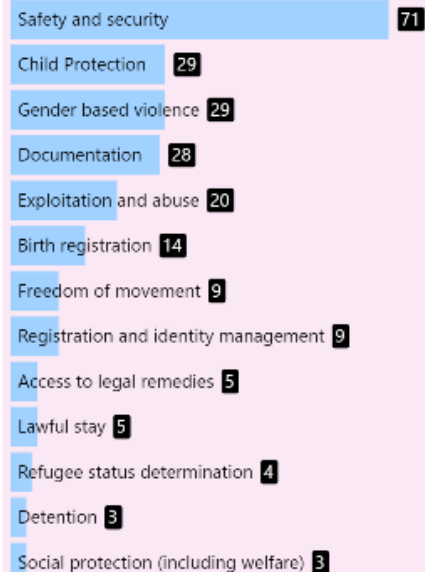 Safety and security 71
Child Protection 29
Gender based violence 29
Documentation 28
Exploitation and abuse 20
Birth registration 14
Freedom of movement 9
Registration and identity management 9
Access to legal remedies 5
Lawful stay 5
Refugee status determination 4
Detention 3
Social protection (including welfare) 3